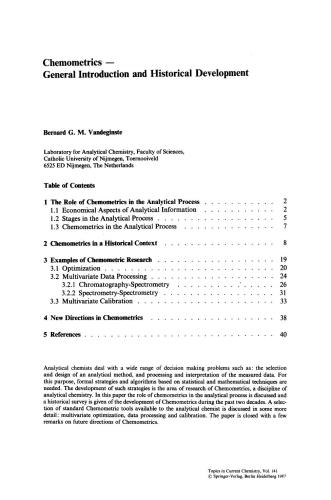 Chemometrics —
General Introduction and Historical Development
Bernard G. M. Vandeginste
Laboratory for Analytical Chemistry, Faculty of Sciences,
Catholic University of Nijmegen, Toernooiveld
6525 ED Nijmegen, The Netherlands
Table of Contents
1 The Role of Chemometrics in the Analytical Process . . . . . . . . . . . 2
1.1 Economical Aspects of Analytical Information . . . . . . . . . . . 2
1.2 Stages in the Analytical Process . . . . . . . . . . . . . . . . . 5
1.3 Chemometrics in the Analytical Process . . . . . . . . . . . . . 7
2 Chemometrics in a Historical Context . . . . . . . . . . . . . . . . 8
3 Examples of Chemometric Research . . . . . . . . . . . . . . . . . 19
3.1 Optimization . . . . . . . . . . . . . . . . . . . . . . . . . . 20
3.2 Multivariate Data Processing . . . . . . . . . . . . . . . . . . 24
3.2.1 Chromatography-Spectrometry . . . . . . . . . . . . . . . 26
3.2.2 Spectrometry-Spectrometry . . . . . . . . . . . . . . . . . 31
3.3 Multivariate Calibration . . . . . . . . . . . . . . . . . . . . 33
4 New Directions in Chemometrics . . . . . . . . . . . . . . . . . . 38
5 References . . . . . . . . . . . . . . . . . . . . . . . . . . . . 40
Analytical chemists deal with a wide range of decision making problems such as: the selection
and design of an analytical method, and processing and interpretation of the measured data. For
this purpose, formal strategies and algorithms based on statistical and mathematical techniques are
needed. The development of such strategies is the area of research of Chemometrics, a discipline of
analytical chemistry. In this paper the role of chemometrics in the analytical process is discussed and
a historical survey is given of the development of Chemometrics during the past two decades. A selec-
tion of standard Chemometric tools available to the analytical chemist is discussed in some more
detail: multivariate optimization, data processing and calibration. The paper is closed with a few
remarks on future directions of Chemometrics.
Topics in Current Chemistry, Vol. 141
© Springer-Verlag, Berlin Heidelberg 1987